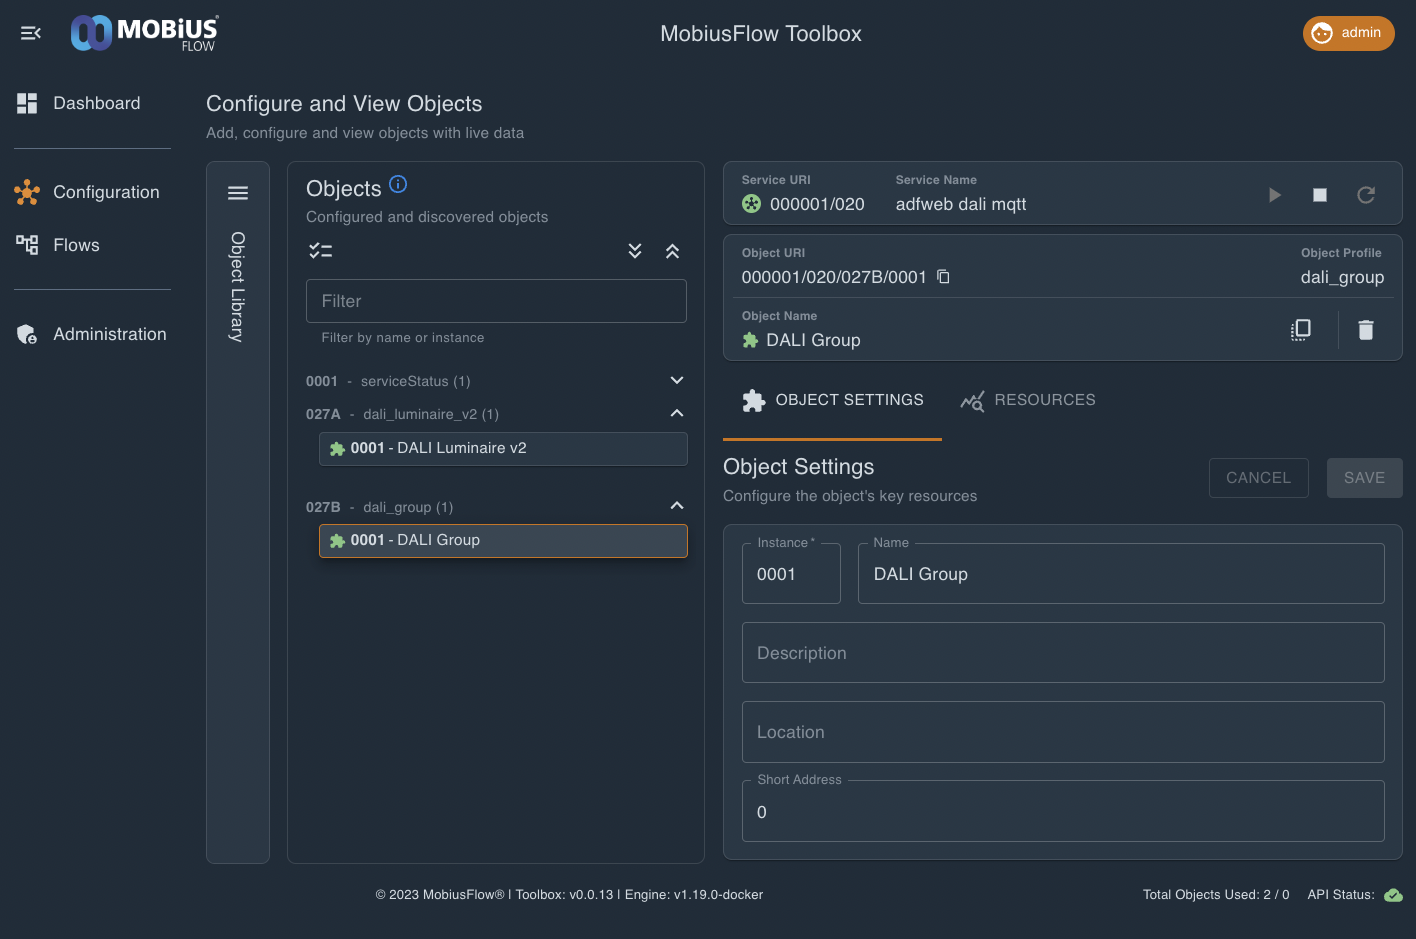 MOBiUS
FLOW
MobiusFlow Toolbox
admin
Dashboard
Configuration
Flows
Administration
Configure and View Objects
Add, configure and view objects with live data
Object Library
Objects
Configured and discovered objects
Filter
Filter by name or instance
0001 - serviceStatus (1)
027A - dali_luminaire_v2 (1)
0001 - DALI Luminaire v2
027B - dali_group (1)
0001 - DALI Group
Service URI Service Name
000001/020 adfweb dali mqtt
Object URI Object Profile
000001/020/027B/0001 dali_group
Object Name
DALI Group
OBJECT SETTINGS RESOURCES
Object Settings
Configure the object's key resources
CANCEL SAVE
Instance* Name
0001 DALI Group
Description
Location
Short Address
0
© 2023 MobiusFlow® | Toolbox: v0.0.13 | Engine: v1.19.0-docker
Total Objects Used: 2 / 0 API Status: